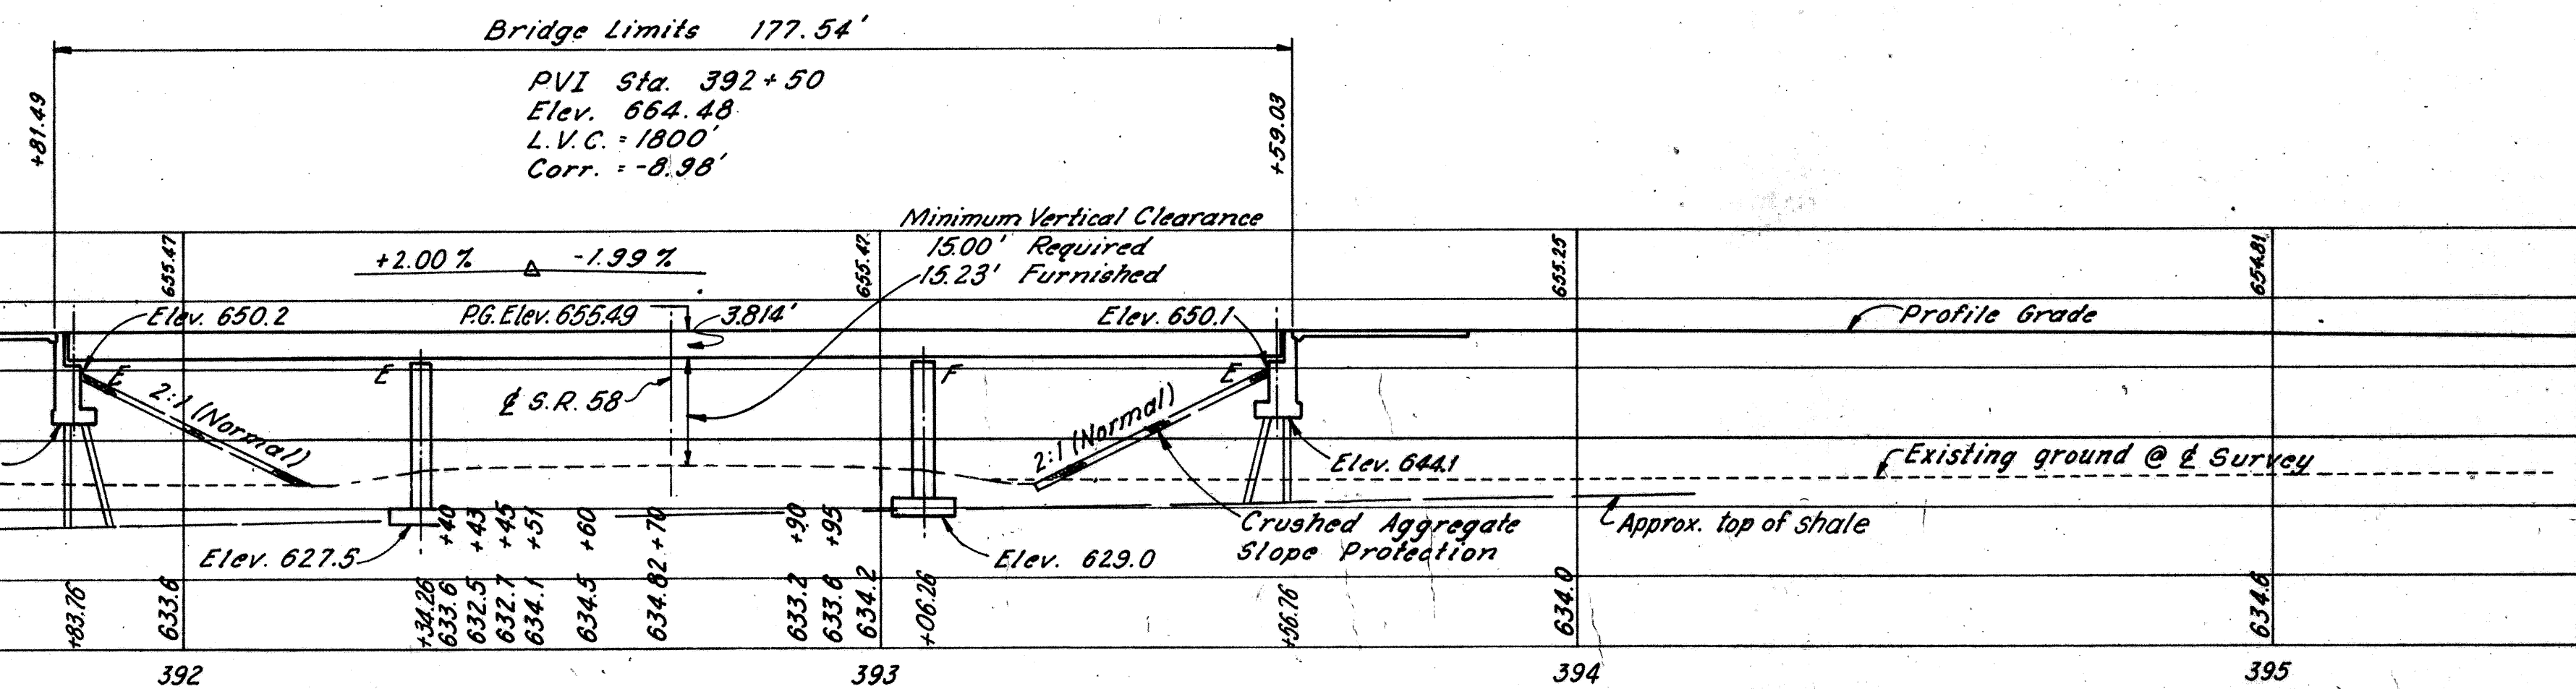 Bridge Limits 177.54'
PVI Sta. 392+50
Elev. 664.48
L.V.C. = 1800'
Corr. = -8.98'
+81.49
+59.03
Minimum Vertical Clearance
15.00' Required
15.23' Furnished
+2.00 % △ -1.99 %
655.47
655.47
655.25
654.81
Elev. 650.2
P.G. Elev. 655.49
3.814'
Elev. 650.1
Profile Grade
E
E
F
E
2:1 (Normal)
℄ S.R. 58
2:1 (Normal)
Elev. 644.1
Existing ground @ ℄ Survey
Crushed Aggregate
Slope Protection
Approx. top of shale
Elev. 627.5
Elev. 629.0
+83.76
633.6
+34.26
633.6 +40
632.5 +43
632.7 +45
634.1 +51
634.5 +60
634.82 +70
633.2 +90
633.6 +95
634.2
+06.26
+56.76
634.0
634.6
392
393
394
395